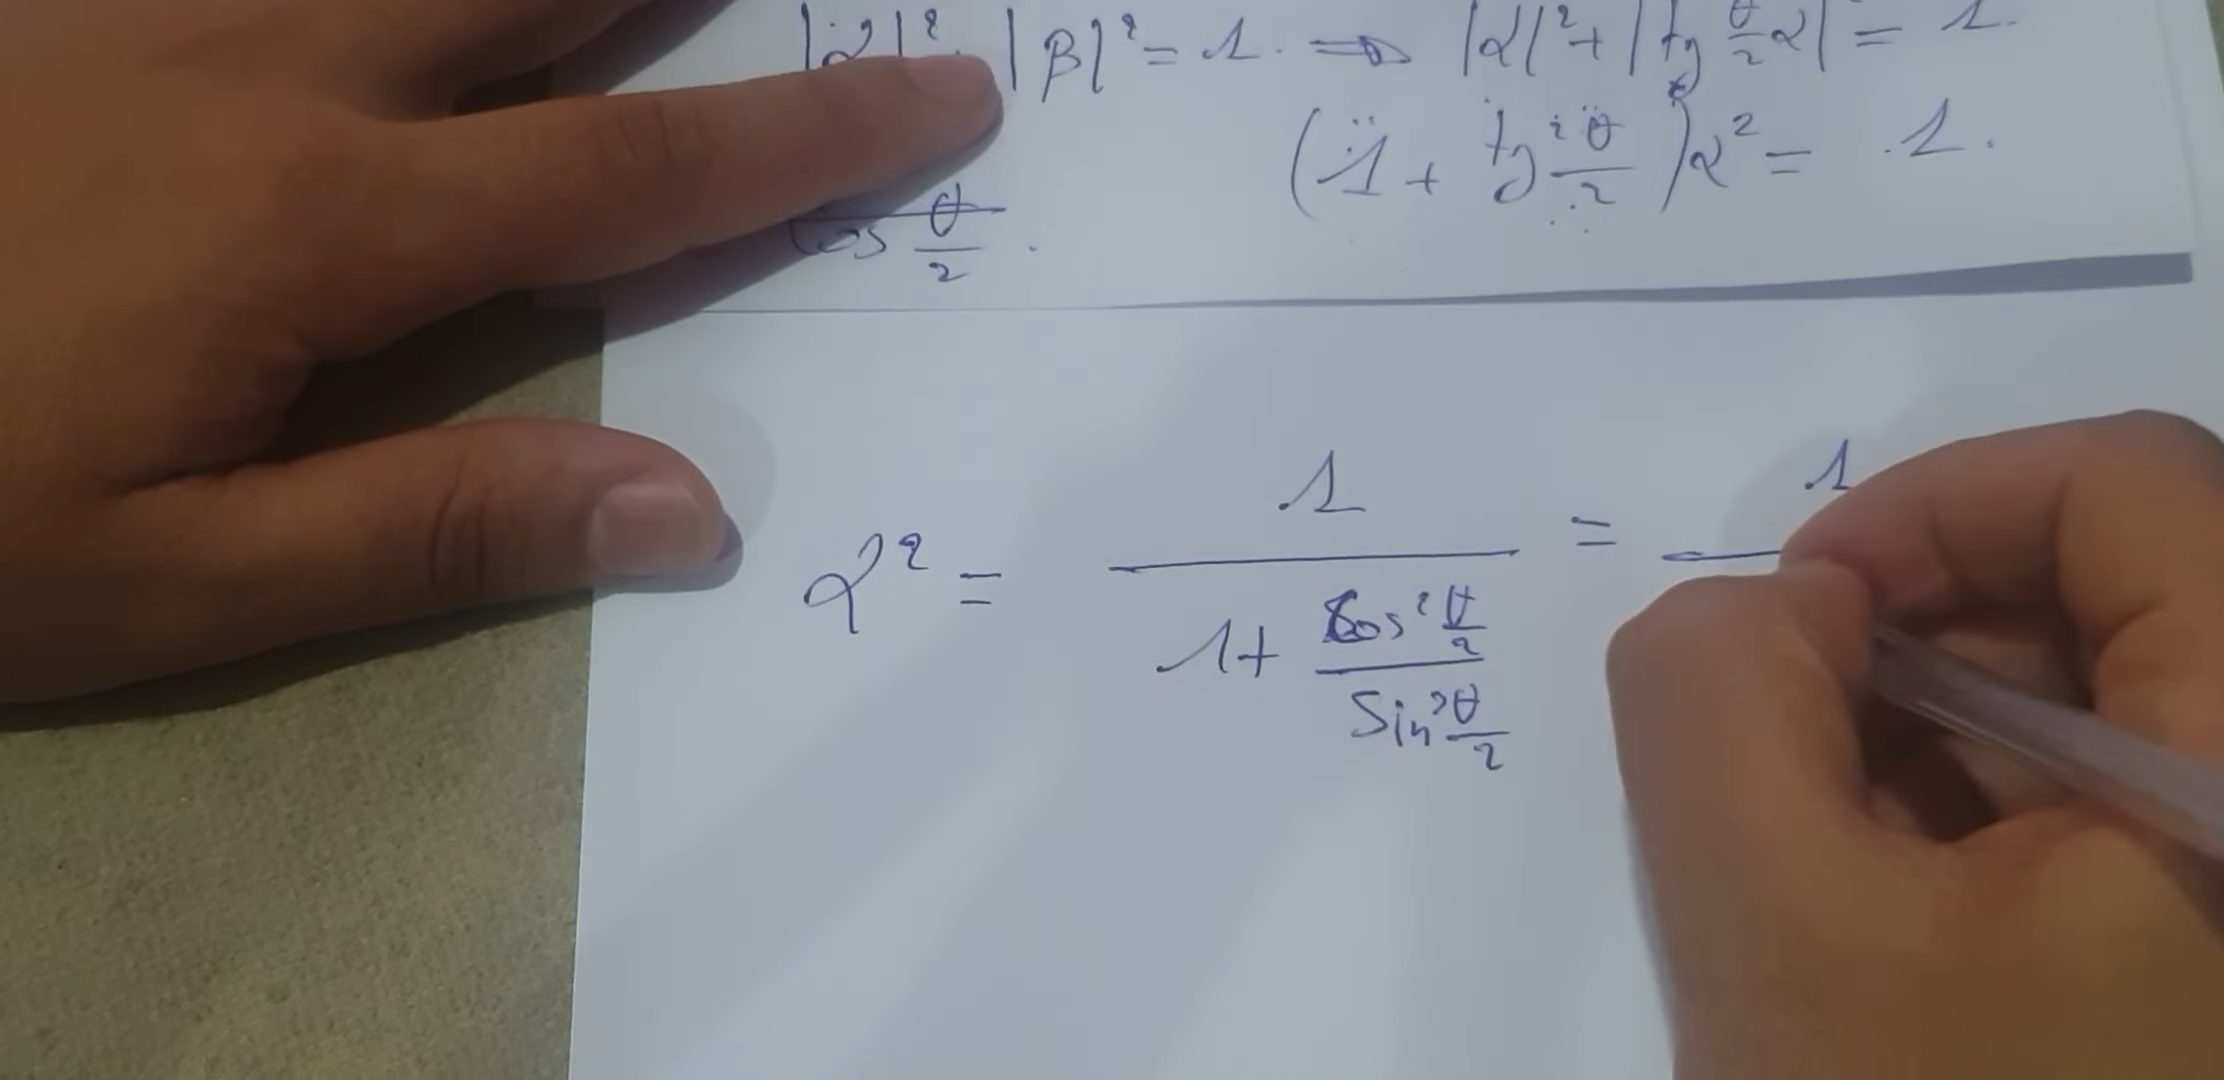 |α|² |β|² = 1. ⇒ |α|² + |tg θ/2 α| = 1.
(1 + tg² θ/2) α² = 1.
cos θ/2 .
α² = 1 / (1 + cos² θ/2 / sin² θ/2) = 1